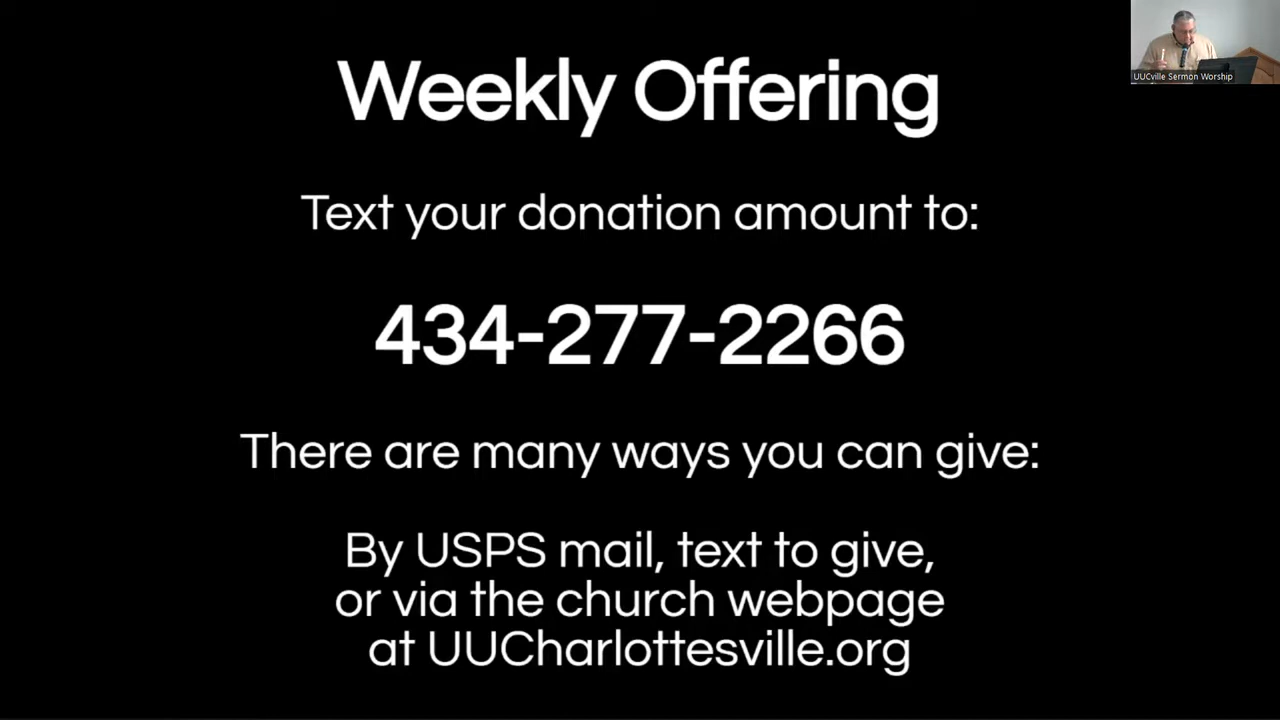 Weekly Offering
UUCville Sermon Worship
Text your donation amount to:
434-277-2266
There are many ways you can give:
By USPS mail, text to give,
or via the church webpage
at UUCharlottesville.org